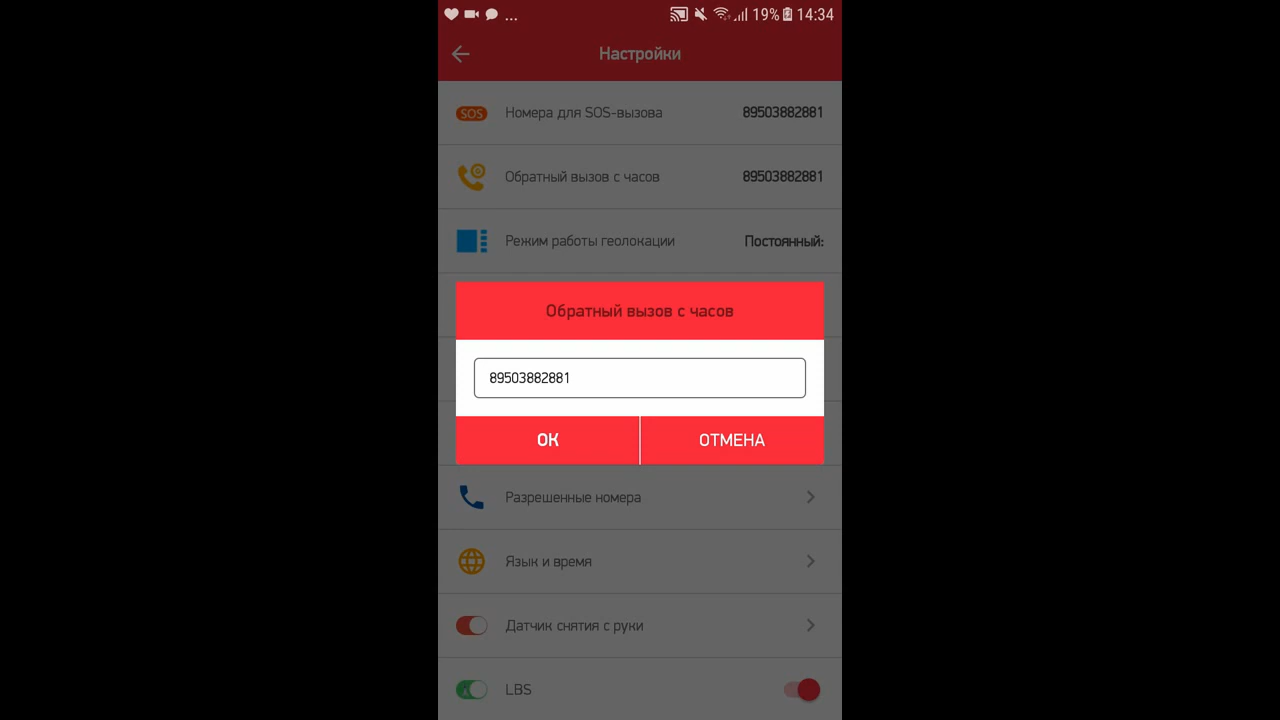 ... 19% 14:34
Настройки
SOS Номера для SOS-вызова 89503882881
Обратный вызов с часов 89503882881
Режим работы геолокации Постоянный:
Обратный вызов с часов
89503882881
ОК ОТМЕНА
Разрешенные номера
Язык и время
Датчик снятия с руки
LBS